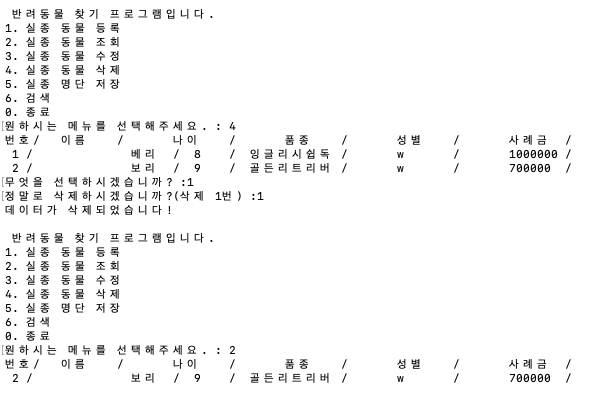 반려동물 찾기 프로그램입니다.
1. 실종 동물 등록
2. 실종 동물 조회
3. 실종 동물 수정
4. 실종 동물 삭제
5. 실종 명단 저장
6. 검색
0. 종료
[원하시는 메뉴를 선택해주세요. : 4
번호 / 이름 / 나이 / 품종 / 성별 / 사례금 /
1 / 베리 / 8 / 잉글리시쉽독 / w / 1000000 /
2 / 보리 / 9 / 골든리트리버 / w / 700000 /
[무엇을 선택하시겠습니까? :1
[정말로 삭제하시겠습니까?(삭제 1번) :1
데이터가 삭제되었습니다!
반려동물 찾기 프로그램입니다.
1. 실종 동물 등록
2. 실종 동물 조회
3. 실종 동물 수정
4. 실종 동물 삭제
5. 실종 명단 저장
6. 검색
0. 종료
[원하시는 메뉴를 선택해주세요. : 2
번호 / 이름 / 나이 / 품종 / 성별 / 사례금 /
2 / 보리 / 9 / 골든리트리버 / w / 700000 /